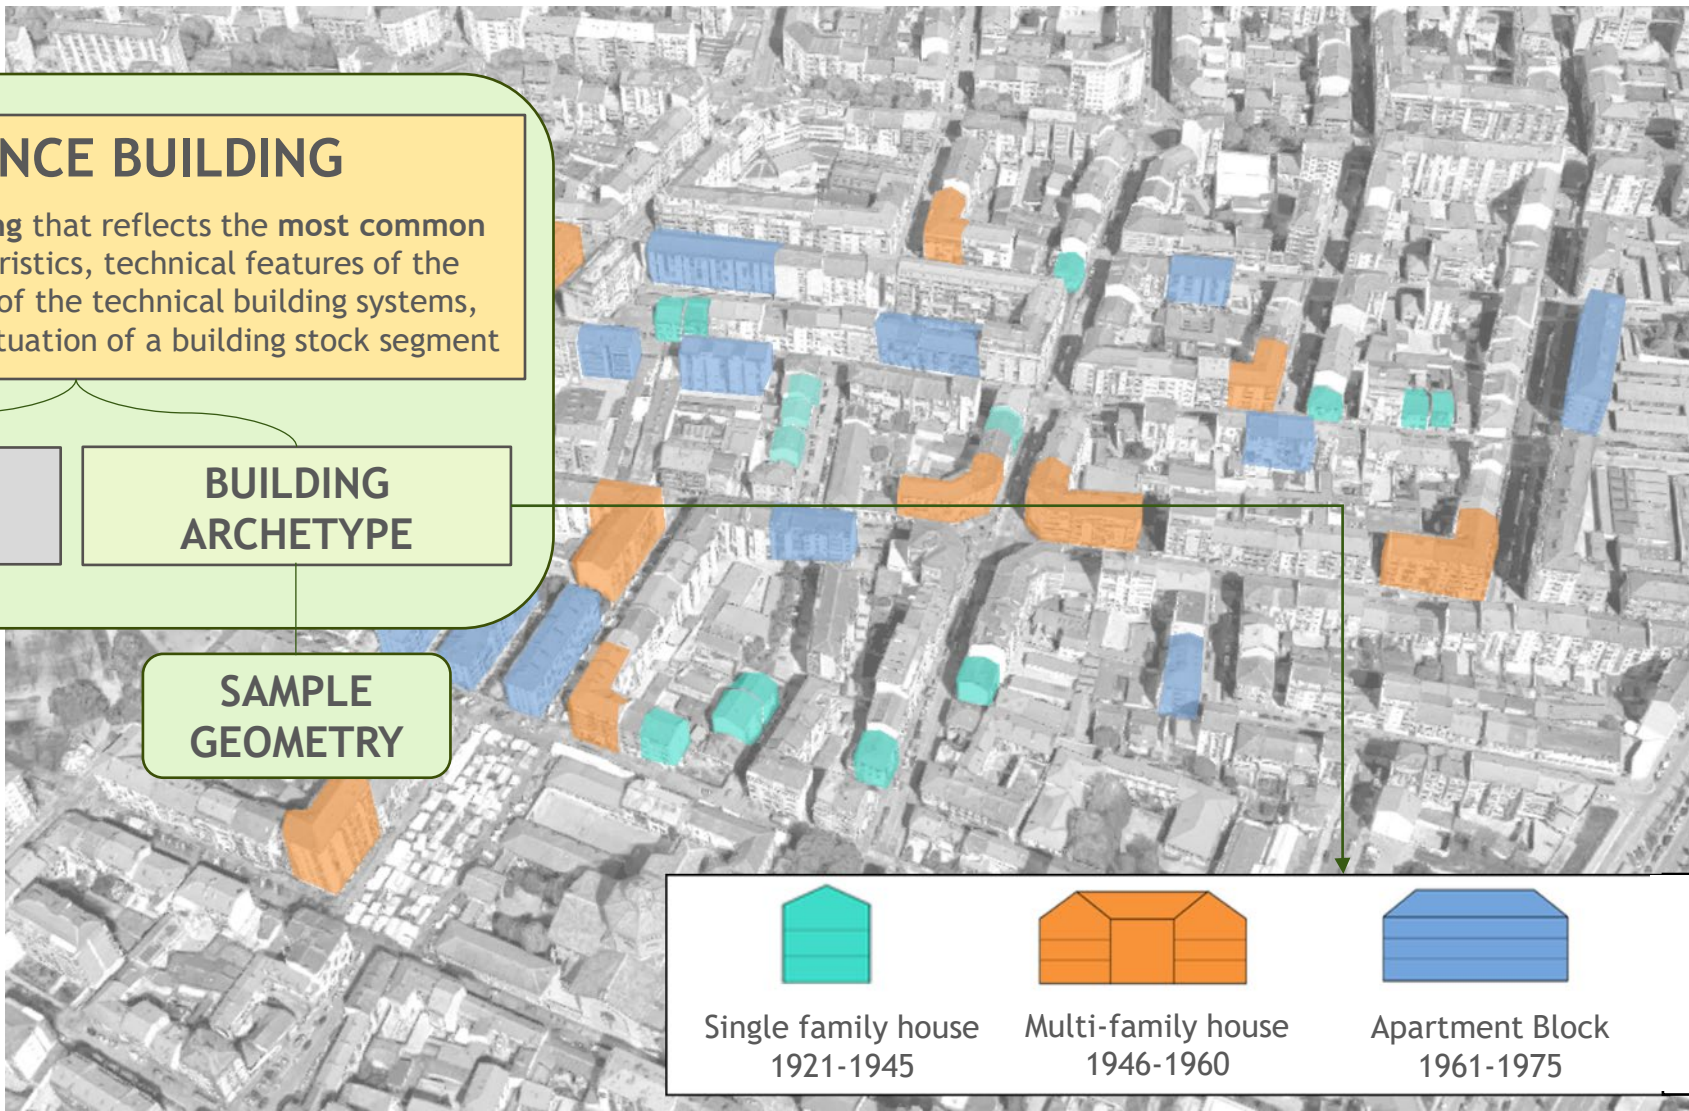 NCE BUILDING
ng that reflects the most common
ristics, technical features of the
of the technical building systems,
tuation of a building stock segment
BUILDING
ARCHETYPE
SAMPLE
GEOMETRY
Single family house
1921-1945
Multi-family house
1946-1960
Apartment Block
1961-1975